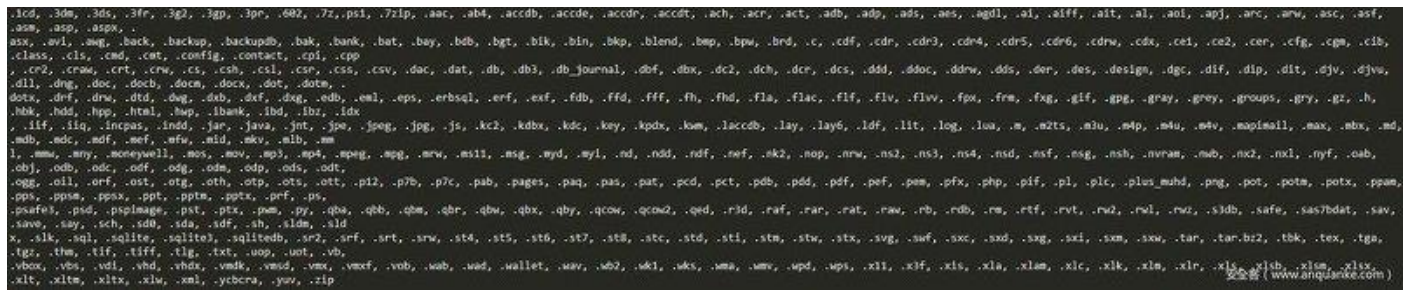 .1cd, .3dm, .3ds, .3fr, .3g2, .3gp, .3pr, .602, .7z, .ps1, .7zip, .aac, .ab4, .accdb, .accde, .accdr, .accdt, .ach, .acr, .act, .adb, .adp, .ads, .aes, .agdl, .ai, .aiff, .ait, .al, .aoi, .apj, .arc, .arw, .asc, .asf,
.asm, .asp, .aspx, .
asx, .avi, .awg, .back, .backup, .backupdb, .bak, .bank, .bat, .bay, .bdb, .bgt, .bik, .bin, .bkp, .blend, .bmp, .bpw, .brd, .c, .cdf, .cdr, .cdr3, .cdr4, .cdr5, .cdr6, .cdrw, .cdx, .ce1, .ce2, .cer, .cfg, .cgm, .cib,
.class, .cls, .cmd, .cmt, .config, .contact, .cpi, .cpp
, .cr2, .craw, .crt, .crw, .cs, .csh, .csl, .csr, .css, .csv, .dac, .dat, .db, .db3, .db_journal, .dbf, .dbx, .dc2, .dch, .dcr, .dcs, .ddd, .ddoc, .ddrw, .dds, .der, .des, .design, .dgc, .dif, .dip, .dit, .djv, .djvu,
.dll, .dng, .doc, .docb, .docm, .docx, .dot, .dotm, .
dotx, .drf, .drw, .dtd, .dwg, .dxb, .dxf, .dxg, .edb, .eml, .eps, .erbsql, .erf, .exf, .fdb, .ffd, .fff, .fh, .fhd, .fla, .flac, .flf, .flv, .flvv, .fpx, .frm, .fxg, .gif, .gpg, .gray, .grey, .groups, .gry, .gz, .h,
.hbk, .hdd, .hpp, .html, .hwp, .ibank, .ibd, .ibz, .idx
, .iif, .iiq, .incpas, .indd, .jar, .java, .jnt, .jpe, .jpeg, .jpg, .js, .kc2, .kdbx, .kdc, .key, .kpdx, .kwm, .laccdb, .lay, .lay6, .ldf, .lit, .log, .lua, .m, .m2ts, .m3u, .m4p, .m4u, .m4v, .mapimail, .max, .mbx, .md,
.mdb, .mdc, .mdf, .mef, .mfw, .mid, .mkv, .mlb, .mm
l, .mmw, .mny, .moneywell, .mos, .mov, .mp3, .mp4, .mpeg, .mpg, .mrw, .ms11, .msg, .myd, .myi, .nd, .ndd, .ndf, .nef, .nk2, .nop, .nrw, .ns2, .ns3, .ns4, .nsd, .nsf, .nsg, .nsh, .nvram, .nwb, .nx2, .nxl, .nyf, .oab,
.obj, .odb, .odc, .odf, .odg, .odm, .odp, .ods, .odt,
.ogg, .oil, .orf, .ost, .otg, .oth, .otp, .ots, .ott, .p12, .p7b, .p7c, .pab, .pages, .paq, .pas, .pat, .pcd, .pct, .pdb, .pdd, .pdf, .pef, .pem, .pfx, .php, .pif, .pl, .plc, .plus_muhd, .png, .pot, .potm, .potx, .ppam,
.pps, .ppsm, .ppsx, .ppt, .pptm, .pptx, .prf, .ps,
.psafe3, .psd, .pspimage, .pst, .ptx, .pwm, .py, .qba, .qbb, .qbm, .qbr, .qbw, .qbx, .qby, .qcow, .qcow2, .qed, .r3d, .raf, .rar, .rat, .raw, .rb, .rdb, .rm, .rtf, .rvt, .rw2, .rwl, .rwz, .s3db, .safe, .sas7bdat, .sav,
.save, .say, .sch, .sd0, .sda, .sdf, .sh, .sldm, .sld
x, .slk, .sql, .sqlite, .sqlite3, .sqlitedb, .sr2, .srf, .srt, .srw, .st4, .st5, .st6, .st7, .st8, .stc, .std, .sti, .stm, .stw, .stx, .svg, .swf, .sxc, .sxd, .sxg, .sxi, .sxm, .sxw, .tar, .tar.bz2, .tbk, .tex, .tga,
.tgz, .thm, .tif, .tiff, .tlg, .txt, .uop, .uot, .vb,
.vbox, .vbs, .vdi, .vhd, .vhdx, .vmdk, .vmsd, .vmx, .vmxf, .vob, .wab, .wad, .wallet, .wav, .wb2, .wk1, .wks, .wma, .wmv, .wpd, .wps, .x11, .x3f, .xis, .xla, .xlam, .xlc, .xlk, .xlm, .xlr, .xls, .xlsb, .xlsm, .xlsx,
.xlt, .xltm, .xltx, .xlw, .xml, .ycbcra, .yuv, .zip
安全客（www.anquanke.com）